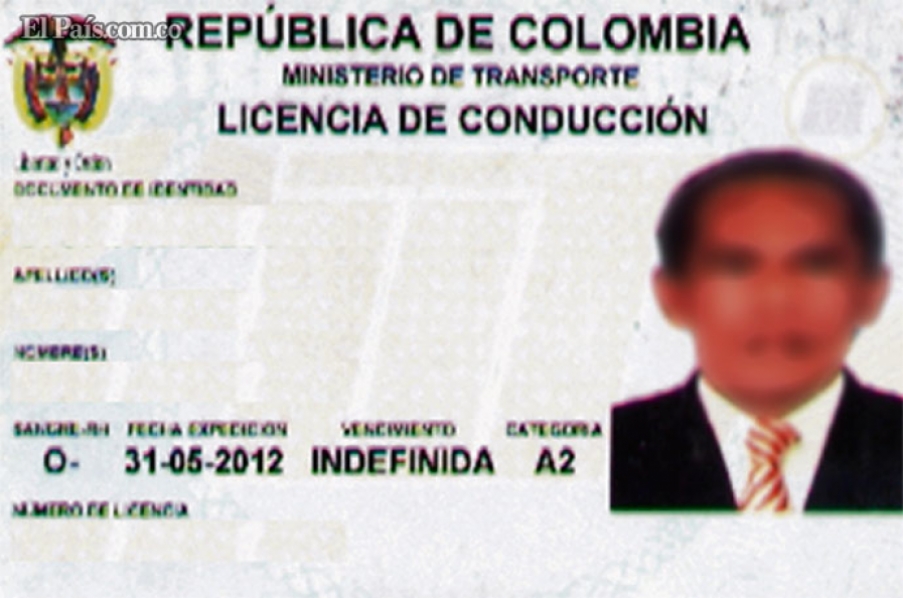 El País.com.co
REPÚBLICA DE COLOMBIA
MINISTERIO DE TRANSPORTE
LICENCIA DE CONDUCCIÓN
Libertad y Orden
DOCUMENTO DE IDENTIDAD
APELLIDO(S)
NOMBRE(S)
SANGRE-RH FECHA EXPEDICION VENCIMIENTO CATEGORIA
O- 31-05-2012 INDEFINIDA A2
NUMERO DE LICENCIA